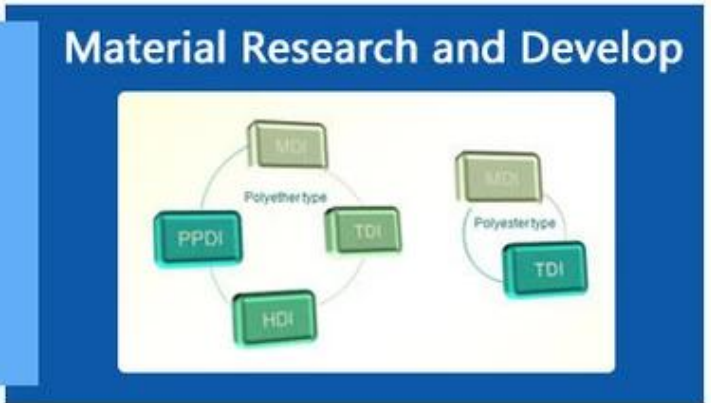 Material Research and Develop
MDI
Polyether type
PPDI
TDI
HDI
MDI
Polyester type
TDI